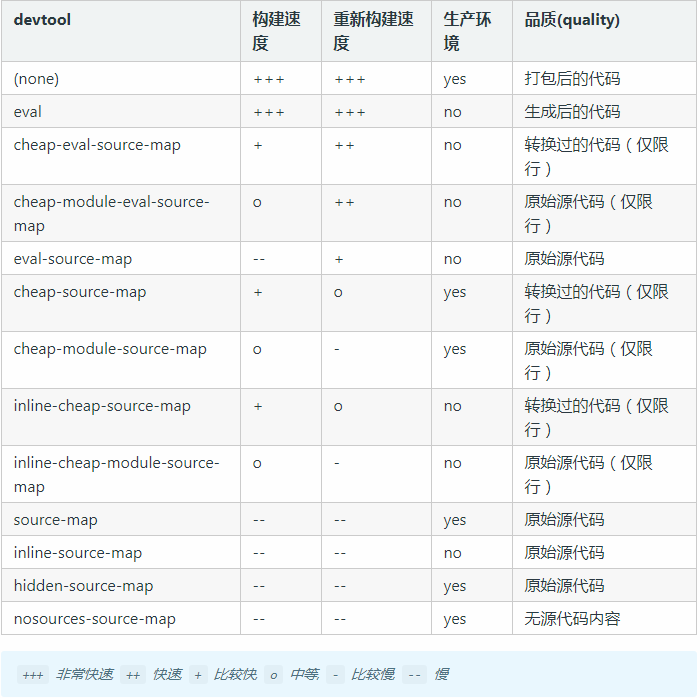 devtool 构建速度 重新构建速度 生产环境 品质(quality)
(none) +++ +++ yes 打包后的代码
eval +++ +++ no 生成后的代码
cheap-eval-source-map + ++ no 转换过的代码（仅限行）
cheap-module-eval-source-map o ++ no 原始源代码（仅限行）
eval-source-map -- + no 原始源代码
cheap-source-map + o yes 转换过的代码（仅限行）
cheap-module-source-map o - yes 原始源代码（仅限行）
inline-cheap-source-map + o no 转换过的代码（仅限行）
inline-cheap-module-source-map o - no 原始源代码（仅限行）
source-map -- -- yes 原始源代码
inline-source-map -- -- no 原始源代码
hidden-source-map -- -- yes 原始源代码
nosources-source-map -- -- yes 无源代码内容
+++ 非常快速 ++ 快速 + 比较快 o 中等 - 比较慢 -- 慢